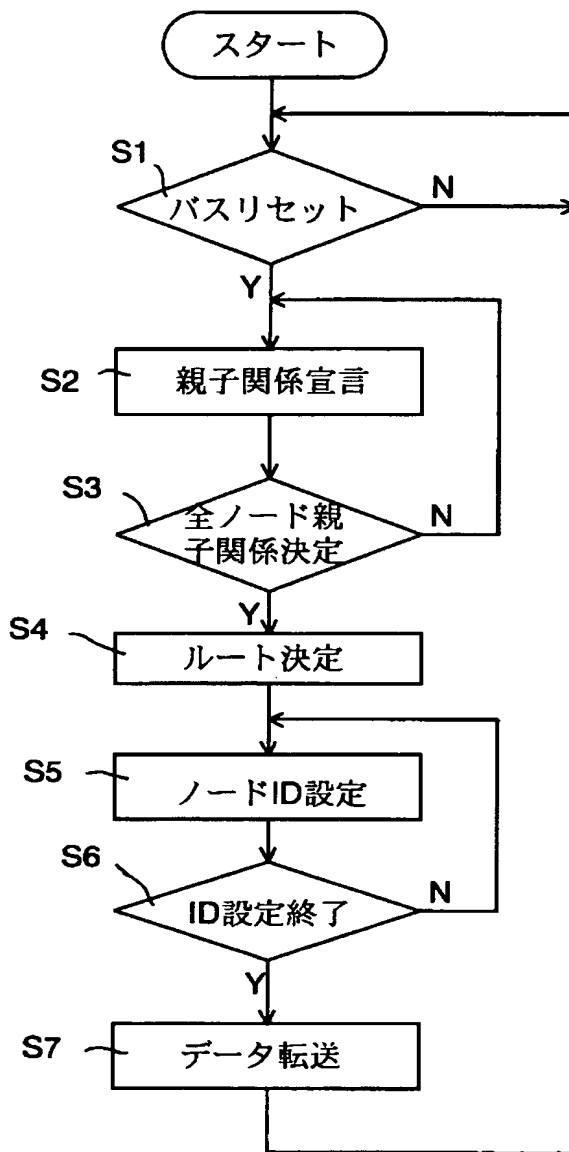 スタート
S1
バスリセット
N
Y
S2
親子関係宣言
S3
全ノード親
子関係決定
N
Y
S4
ルート決定
S5
ノードID設定
S6
ID設定終了
N
Y
S7
データ転送